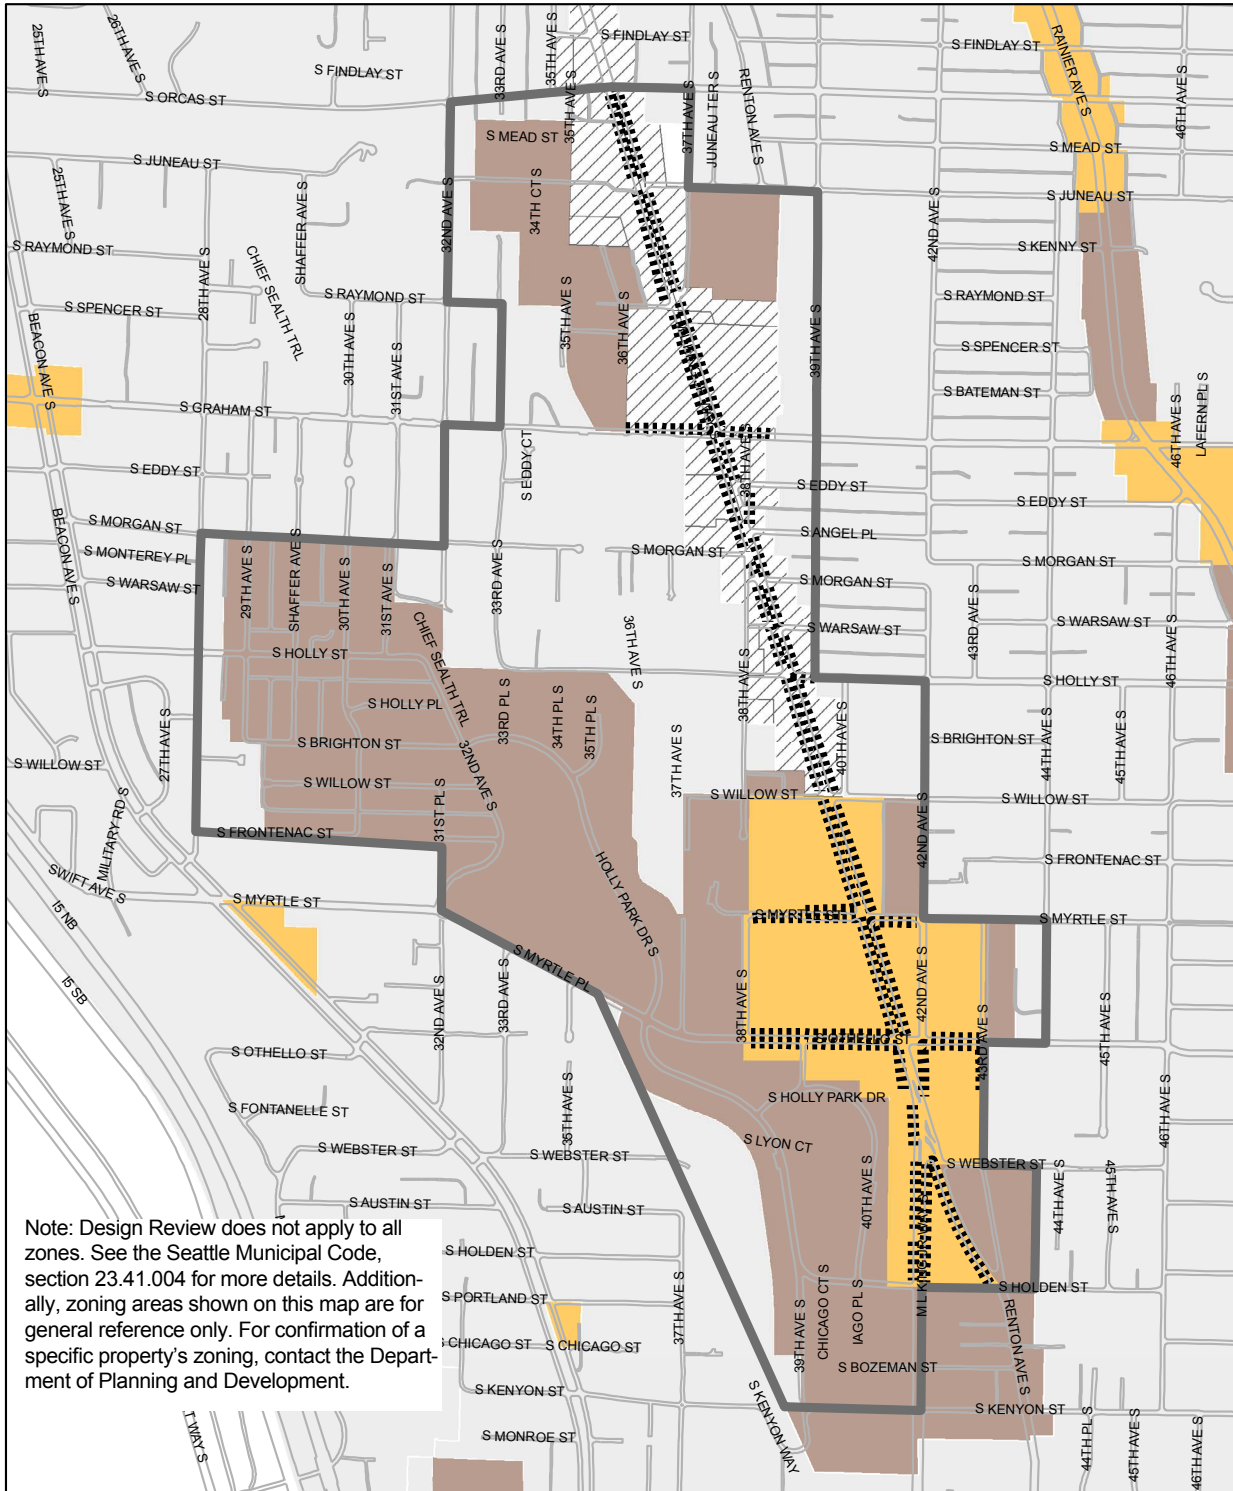 25TH AVE S
26TH AVE S
S FINDLAY ST
33RD AVE S
35TH AVE S
S FINDLAY ST
S FINDLAY ST
RAINIER AVE S
46TH AVE S
S ORCAS ST
35TH AVE S
37TH AVE S
JUNEAU TER S
RENTON AVE S
S MEAD ST
S MEAD ST
S JUNEAU ST
25TH AVE S
SHAFFER AVE S
32ND AVE S
34TH CT S
42ND AVE S
S JUNEAU ST
S RAYMOND ST
28TH AVE S
CHIEF SEALTH TRL
S KENNY ST
S RAYMOND ST
S RAYMOND ST
S SPENCER ST
BEACON AVE S
30TH AVE S
31ST AVE S
35TH AVE S
36TH AVE S
39TH AVE S
S SPENCER ST
S BATEMAN ST
S GRAHAM ST
46TH AVE S
LAFERN PL S
S EDDY ST
S EDDY CT
38TH AVE S
S EDDY ST
S EDDY ST
BEACON AVE S
S MORGAN ST
S ANGEL PL
S MONTEREY PL
S MORGAN ST
S MORGAN ST
S WARSAW ST
29TH AVE S
SHAFFER AVE S
30TH AVE S
31ST AVE S
33RD AVE S
S MORGAN ST
43RD AVE S
S WARSAW ST
S WARSAW ST
46TH AVE S
CHIEF SEALTH TRL
36TH AVE S
38TH AVE S
S HOLLY ST
S HOLLY ST
S HOLLY PL
33RD PL S
34TH PL S
35TH PL S
27TH AVE S
S BRIGHTON ST
32ND AVE S
37TH AVE S
40TH AVE S
S BRIGHTON ST
44TH AVE S
45TH AVE S
S WILLOW ST
S WILLOW ST
S WILLOW ST
S WILLOW ST
MILITARY RD S
S FRONTENAC ST
31ST PL S
42ND AVE S
S FRONTENAC ST
SWIFT AVE S
HOLLY PARK DR S
S MYRTLE ST
S MYRTLE ST
S MYRTLE ST
I5 NB
I5 SB
S MYRTLE PL
32ND AVE S
33RD AVE S
38TH AVE S
42ND AVE S
S OTHELLO ST
S OTHELLO ST
43RD AVE S
45TH AVE S
S FONTANELLE ST
35TH AVE S
S HOLLY PARK DR
46TH AVE S
S WEBSTER ST
S WEBSTER ST
S LYON CT
S WEBSTER ST
S AUSTIN ST
S AUSTIN ST
40TH AVE S
44TH AVE S
45TH AVE S
Note: Design Review does not apply to all
zones. See the Seattle Municipal Code,
section 23.41.004 for more details. Addition-
ally, zoning areas shown on this map are for
general reference only. For confirmation of a
specific property's zoning, contact the Depart-
ment of Planning and Development.
S HOLDEN ST
S HOLDEN ST
S PORTLAND ST
37TH AVE S
39TH AVE S
CHICAGO CT S
IAGO PL S
RENTON AVE S
S CHICAGO ST
S CHICAGO ST
S BOZEMAN ST
S KENYON ST
S KENYON WAY
S KENYON ST
S MONROE ST
44TH PL S
45TH AVE S
46TH AVE S
T WAY S